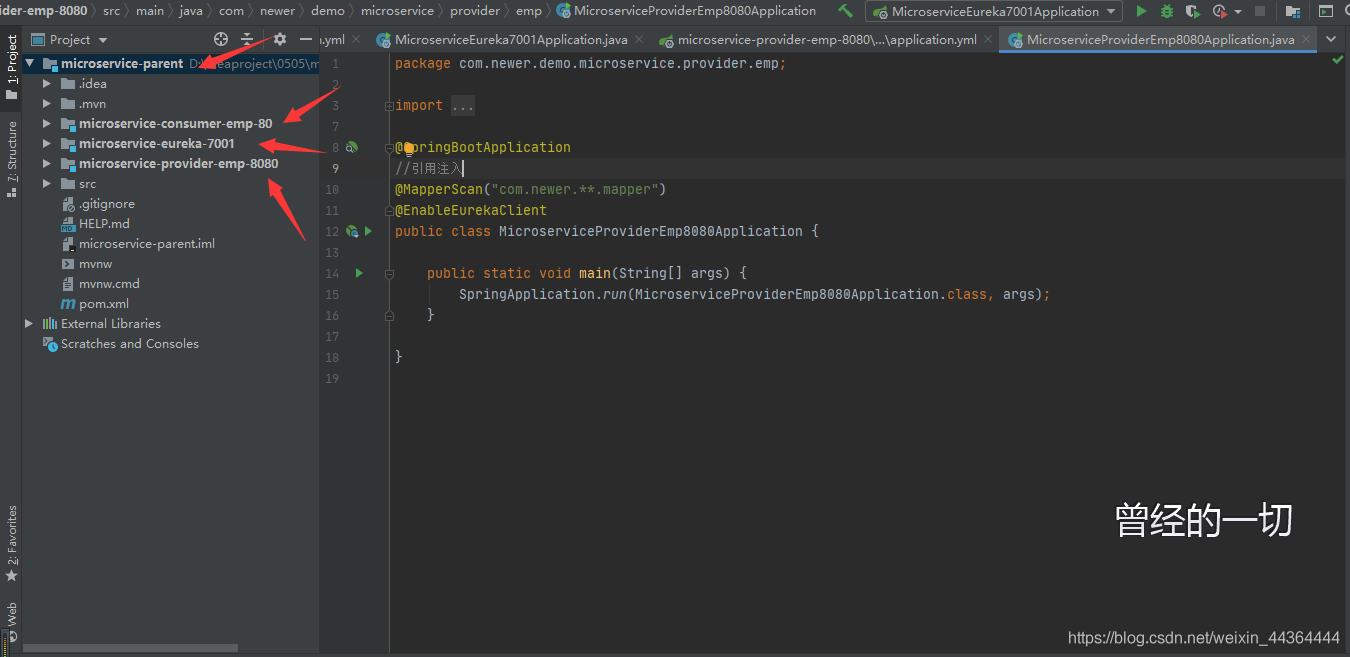 ider-emp-8080 src main java com newer demo microservice provider emp MicroserviceProviderEmp8080Application MicroserviceEureka7001Application
1: Project
7: Structure
2: Favorites
Web
Project
.yml MicroserviceEureka7001Application.java microservice-provider-emp-8080\...\application.yml MicroserviceProviderEmp8080Application.java
microservice-parent
.idea
.mvn
microservice-consumer-emp-80
microservice-eureka-7001
microservice-provider-emp-8080
src
.gitignore
HELP.md
microservice-parent.iml
mvnw
mvnw.cmd
pom.xml
External Libraries
Scratches and Consoles
1 package com.newer.demo.microservice.provider.emp;
2
3 import ...
7
8 @SpringBootApplication
9 //引用注入
10 @MapperScan("com.newer.**.mapper")
11 @EnableEurekaClient
12 public class MicroserviceProviderEmp8080Application {
13
14 public static void main(String[] args) {
15 SpringApplication.run(MicroserviceProviderEmp8080Application.class, args);
16 }
17
18 }
19
曾经的一切
https://blog.csdn.net/weixin_44364444